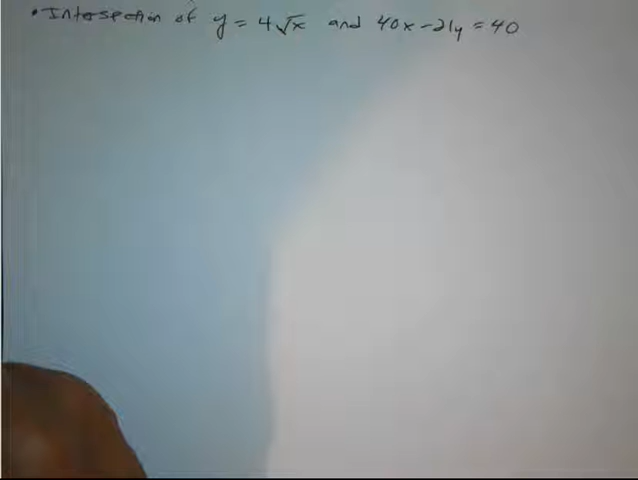 • Intersection of y = 4√x and 40x - 21y = 40